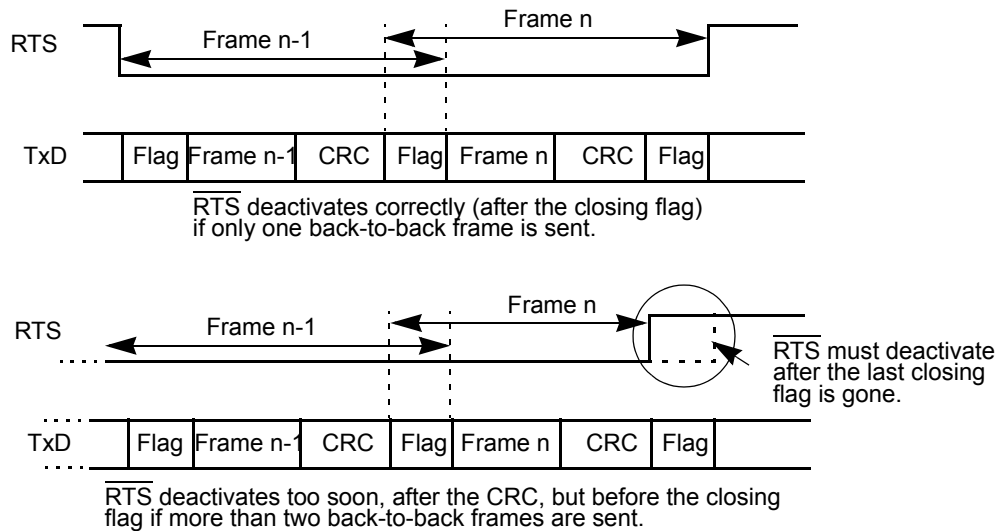 Frame n
RTS
Frame n-1
TxD
Flag Frame n-1 CRC Flag Frame n CRC Flag
RTS deactivates correctly (after the closing flag)
if only one back-to-back frame is sent.
Frame n
RTS
Frame n-1
RTS must deactivate
after the last closing
flag is gone.
TxD
Flag Frame n-1 CRC Flag Frame n CRC Flag
RTS deactivates too soon, after the CRC, but before the closing
flag if more than two back-to-back frames are sent.